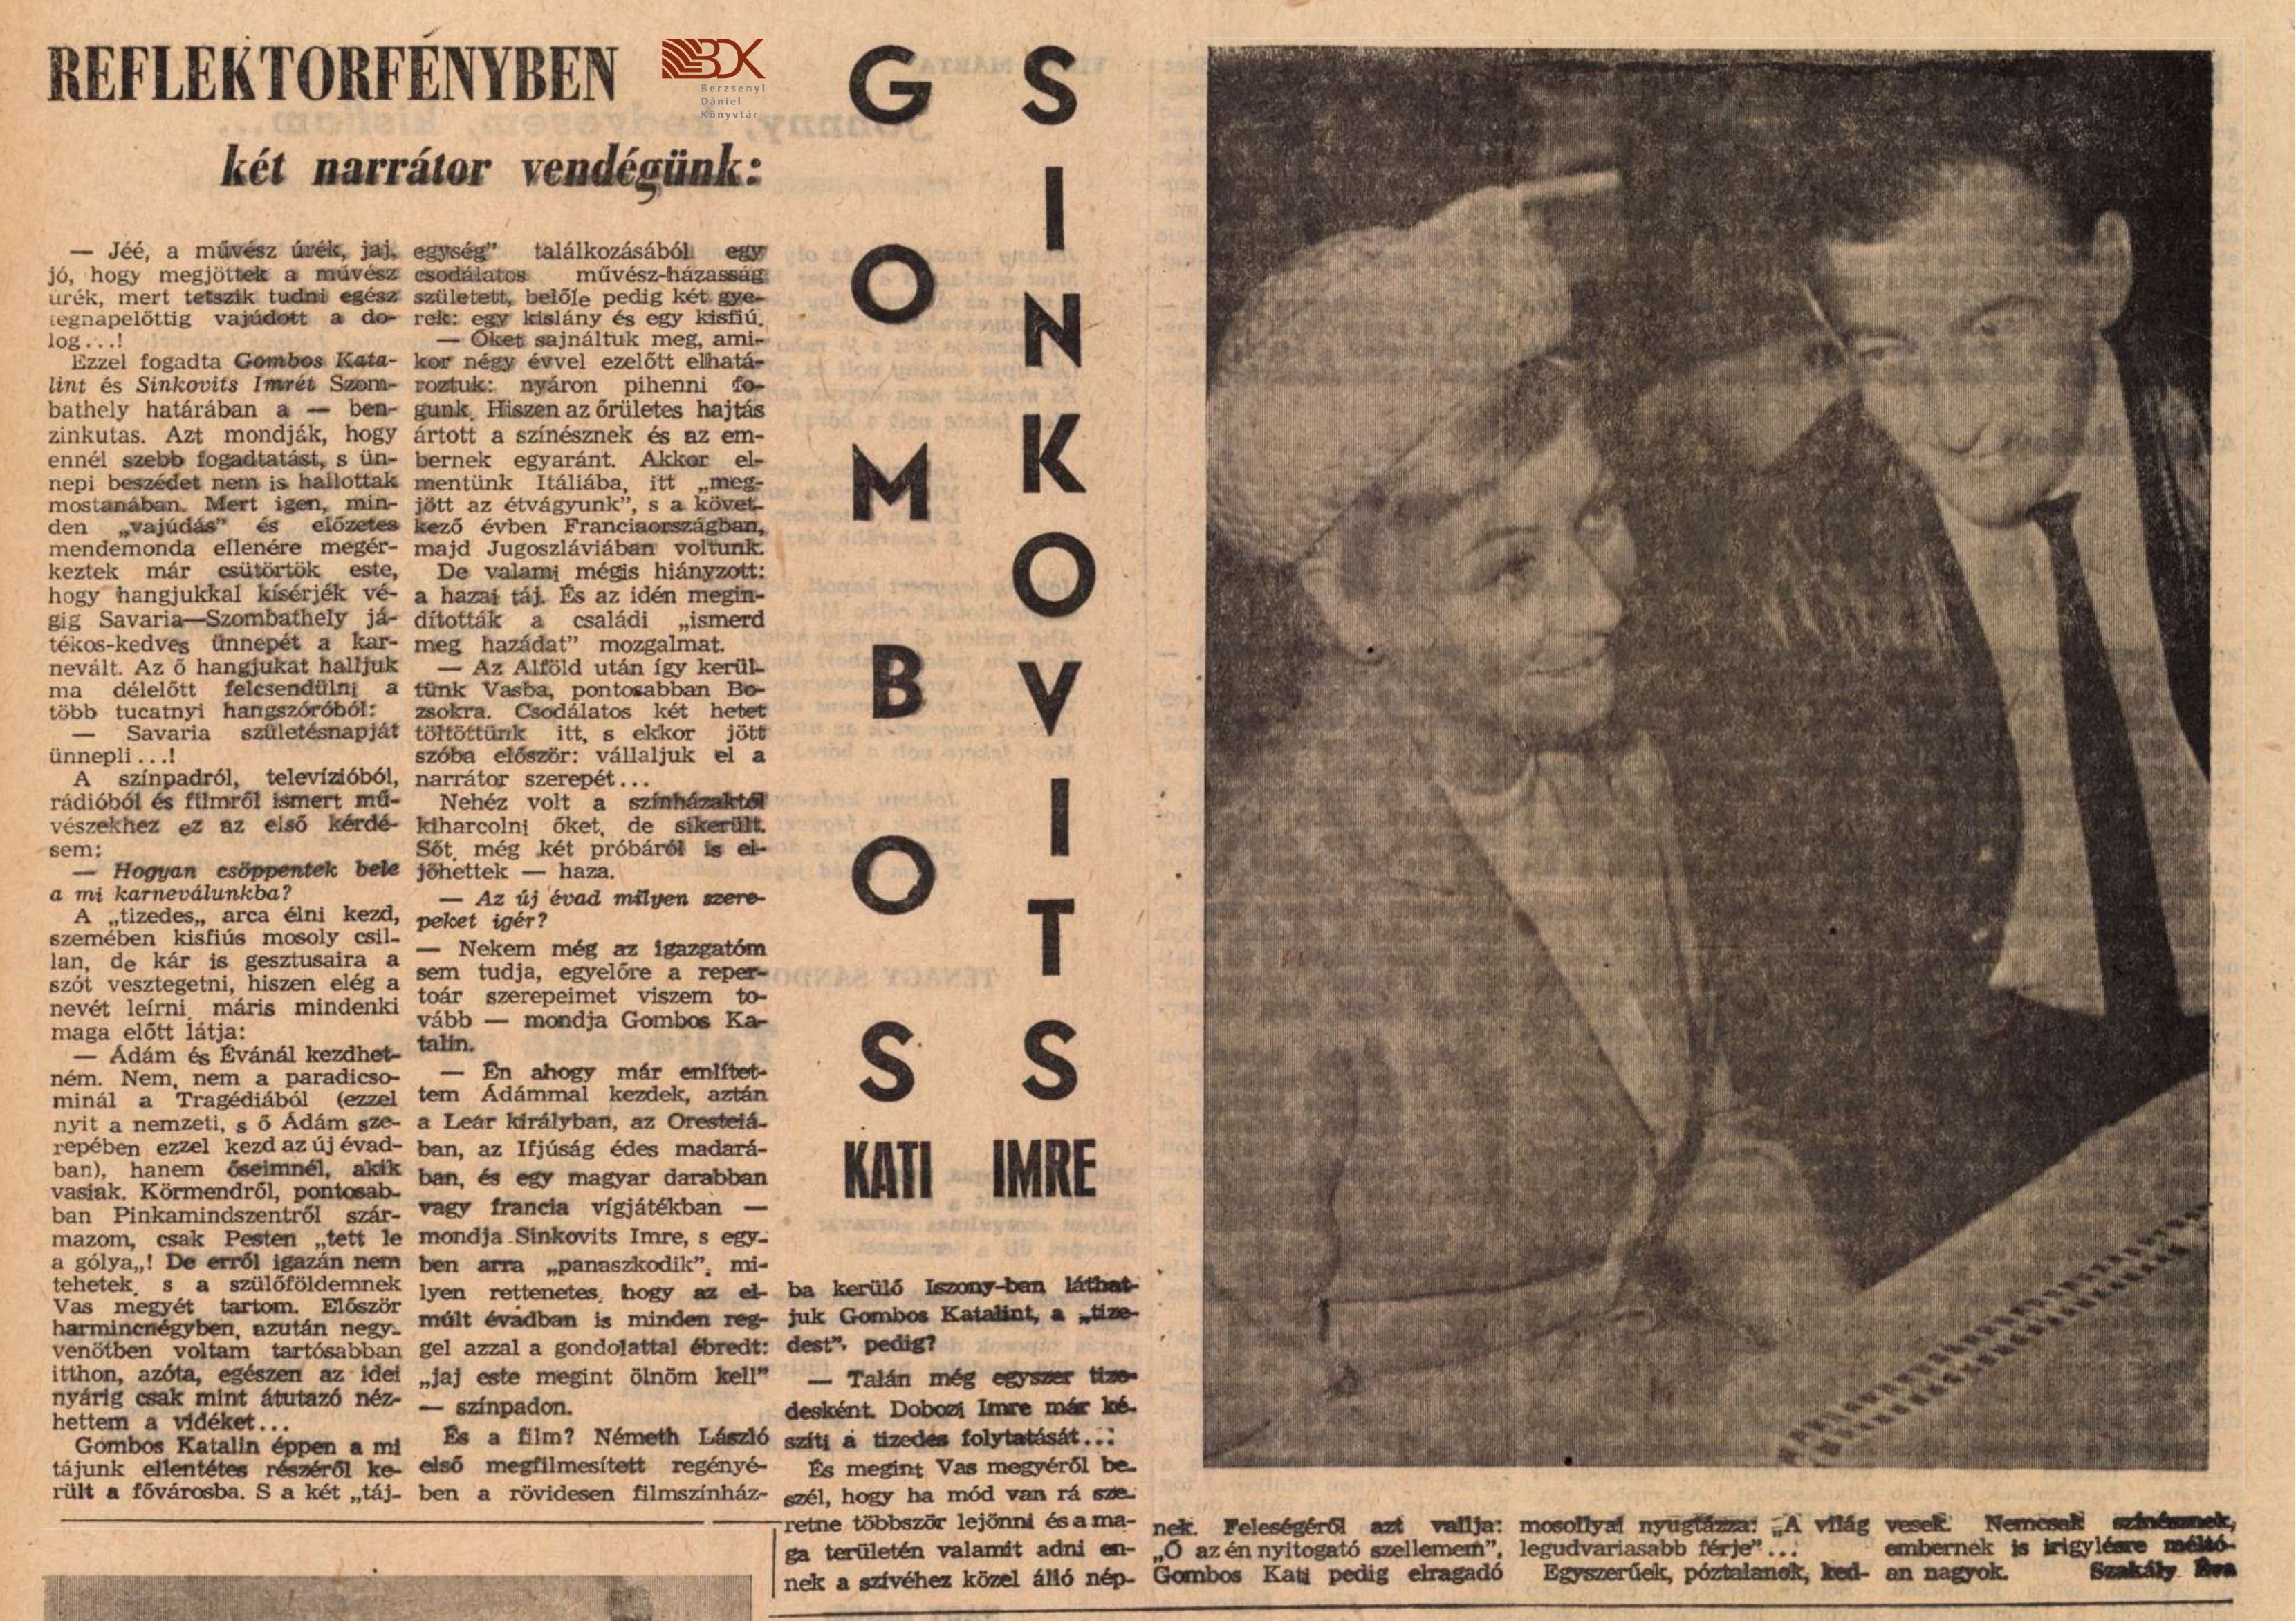 REFLEKTORFÉNYBEN
BDK
Berzsenyi
Dániel
Könyvtár
két narrátor vendégünk:
GOMBOS
KATI
SINKOVITS
IMRE
— Jéé, a művész úrék, jaj,
jó, hogy megjöttek a művész
úrék, mert tetszik tudni egész
tegnapelőttig vajúdott a do-
log...!
Ezzel fogadta Gombos Kata-
lint és Sinkovits Imrét Szom-
bathely határában a — ben-
zinkutas. Azt mondják, hogy
ennél szebb fogadtatást, s ün-
nepi beszédet nem is hallottak
mostanában. Mert igen, min-
den „vajúdás” és előzetes
mendemonda ellenére megér-
keztek már csütörtök este,
hogy hangjukkal kísérjék vé-
gig Savaria—Szombathely já-
tékos-kedves ünnepét a kar-
nevált. Az ő hangjukat halljuk
ma délelőtt felcsendülni a
több tucatnyi hangszóróból:
— Savaria születésnapját
ünnepli...!
A színpadról, televízióból,
rádióból és filmről ismert mű-
vészekhez ez az első kérdé-
sem:
— Hogyan csöppentek bele
a mi karneválunkba?
A „tizedes„ arca élni kezd,
szemében kisfiús mosoly csil-
lan, de kár is gesztusaira a
szót vesztegetni, hiszen elég a
nevét leírni, máris mindenki
maga előtt látja:
— Ádám és Évánál kezdhet-
ném. Nem, nem a paradicso-
minál a Tragédiából (ezzel
nyit a nemzeti, s ő Ádám sze-
repében ezzel kezd az új évad-
ban), hanem őseimnél, akik
vasiak. Körmendről, pontosab-
ban Pinkamindszentről szár-
mazom, csak Pesten „tett le
a gólya„! De erről igazán nem
tehetek, s a szülőföldemnek
Vas megyét tartom. Először
harmincnégyben, azután negy-
venötben voltam tartósabban
itthon, azóta, egészen az idei
nyárig csak mint átutazó néz-
hettem a vidéket...
Gombos Katalin éppen a mi
tájunk ellentétes részéről ke-
rült a fővárosba. S a két „táj-
egység” találkozásából egy
csodálatos művész-házasság
született, belőle pedig két gye-
rek: egy kislány és egy kisfiú.
— Őket sajnáltuk meg, ami-
kor négy évvel ezelőtt elhatá-
roztuk: nyáron pihenni fo-
gunk. Hiszen az őrületes hajtás
ártott a színésznek és az em-
bernek egyaránt. Akkor el-
mentünk Itáliába, itt „meg-
jött az étvágyunk”, s a követ-
kező évben Franciaországban,
majd Jugoszláviában voltunk.
De valami mégis hiányzott:
a hazai táj. És az idén megin-
dították a családi „ismerd
meg hazádat” mozgalmat.
— Az Alföld után így kerül-
tünk Vasba, pontosabban Bo-
zsokra. Csodálatos két hetet
töltöttünk itt, s ekkor jött
szóba először: vállaljuk el a
narrátor szerepét...
Nehéz volt a színházaktól
kiharcolni őket, de sikerült.
Sőt, még két próbáról is el-
jöhettek — haza.
— Az új évad milyen szere-
peket igér?
— Nekem még az igazgatóm
sem tudja, egyelőre a reper-
toár szerepeimet viszem to-
vább — mondja Gombos Ka-
talin.
— Én ahogy már említet-
tem Ádámmal kezdek, aztán
a Leár királyban, az Oresteiá-
ban, az Ifjúság édes madará-
ban, és egy magyar darabban
vagy francia vígjátékban —
mondja Sinkovits Imre, s egy-
ben arra „panaszkodik”, mi-
lyen rettenetes, hogy az el-
múlt évadban is minden reg-
gel azzal a gondolattal ébredt:
„jaj este megint ölnöm kell”
— színpadon.
És a film? Németh László
első megfilmesített regényé-
ben a rövidesen filmszínház-
ba kerülő Iszony-ban láthat-
juk Gombos Katalint, a „tize-
dest”, pedig?
— Talán még egyszer tize-
desként. Dobozi Imre már ké-
szíti a tizedes folytatását...
És megint Vas megyéről be-
szél, hogy ha mód van rá sze-
retne többször lejönni és a ma-
ga területén valamit adni en-
nek a szívéhez közel álló nép-
nek. Feleségéről azt vallja:
„Ő az én nyitogató szellemem”,
Gombos Kati pedig elragadó
mosollyal nyugtázza: „A világ
legudvariasabb férje”...
Egyszerűek, póztalanok, ked-
vesek. Nemcsak színésznek,
embernek is irigylésre méltó-
an nagyok.
Szakály Éva